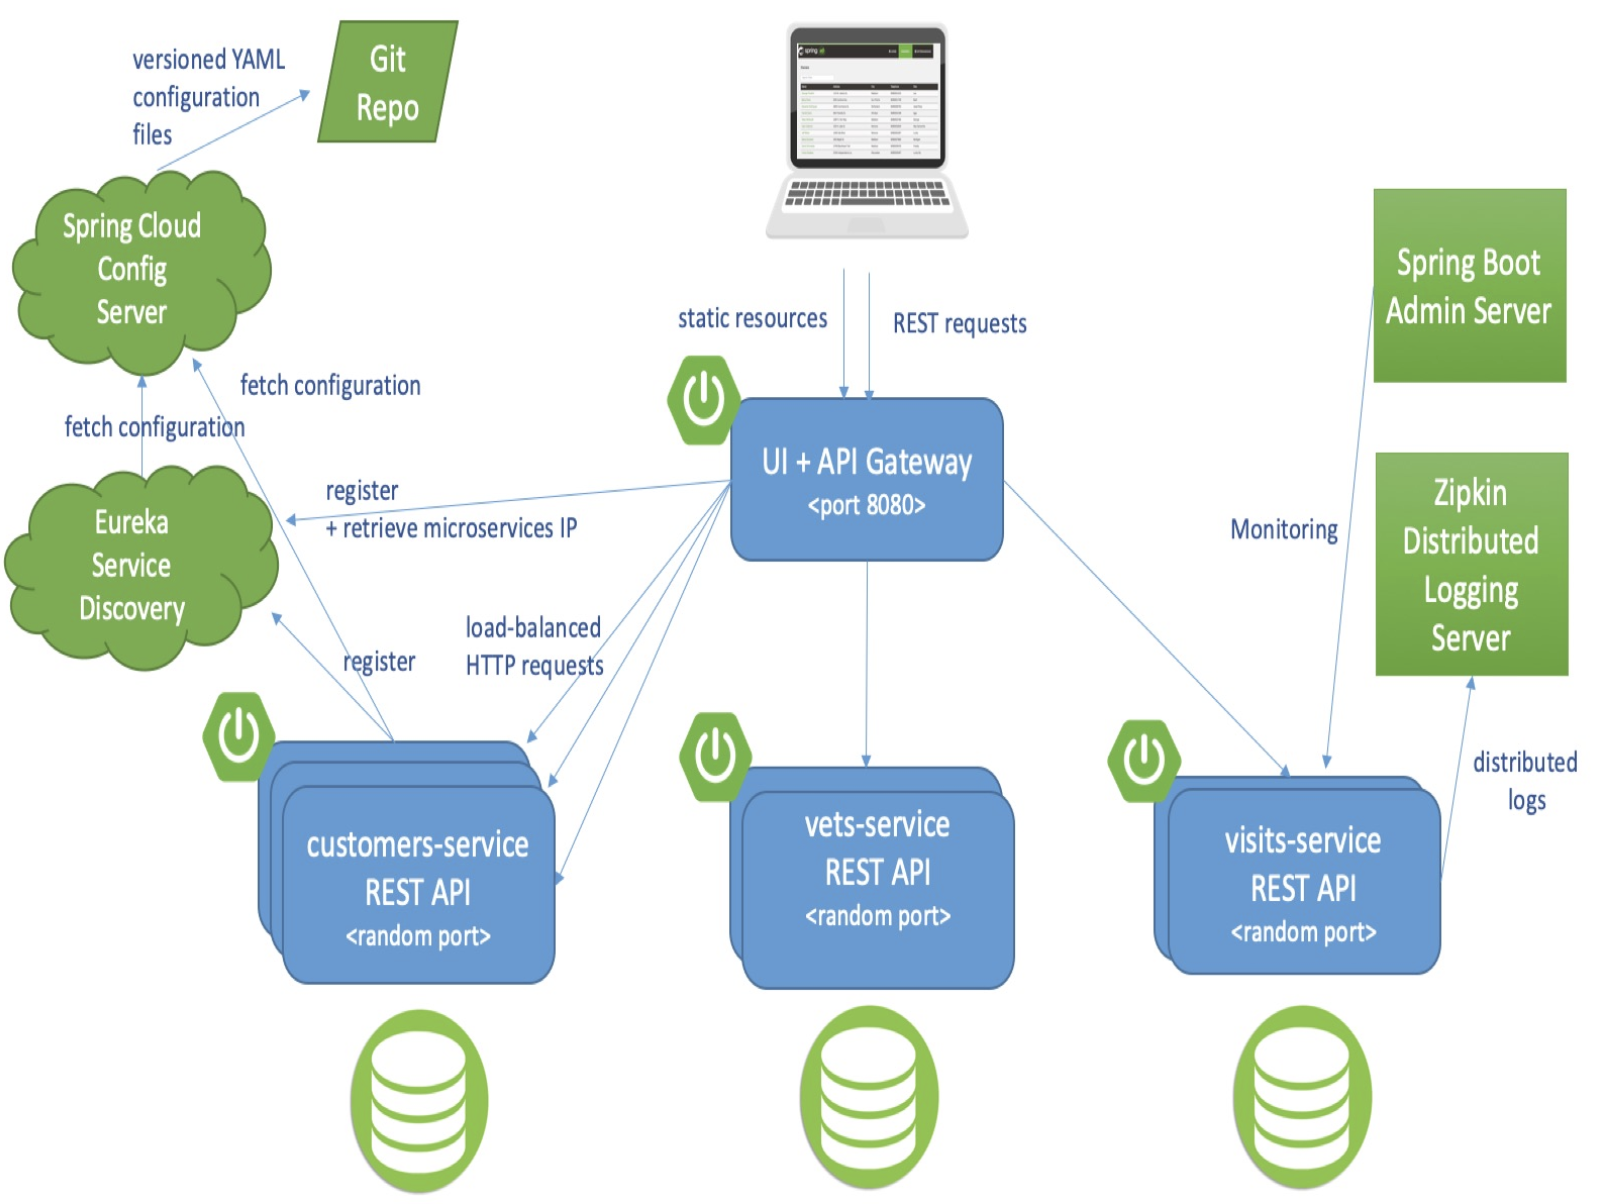 versioned YAML
configuration
files
Git
Repo
spring
Spring Cloud
Config
Server
static resources
REST requests
Spring Boot
Admin Server
fetch configuration
fetch configuration
UI + API Gateway
<port 8080>
register
+ retrieve microservices IP
Eureka
Service
Discovery
Monitoring
Zipkin
Distributed
Logging
Server
load-balanced
HTTP requests
register
distributed
logs
customers-service
REST API
<random port>
vets-service
REST API
<random port>
visits-service
REST API
<random port>